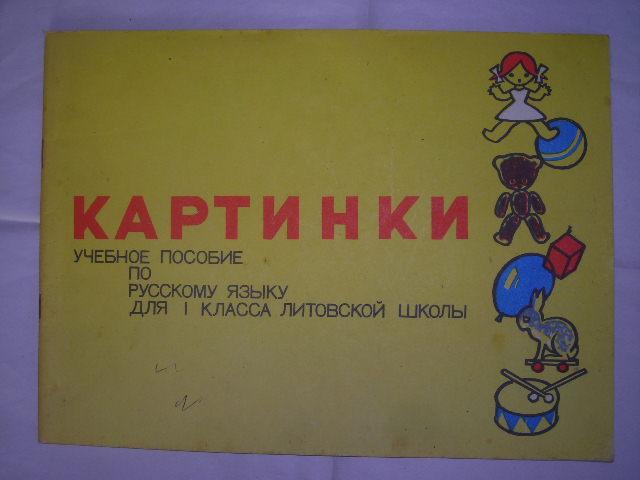 КАРТИНКИ
УЧЕБНОЕ ПОСОБИЕ
ПО
РУССКОМУ ЯЗЫКУ
ДЛЯ I КЛАССА ЛИТОВСКОЙ ШКОЛЫ